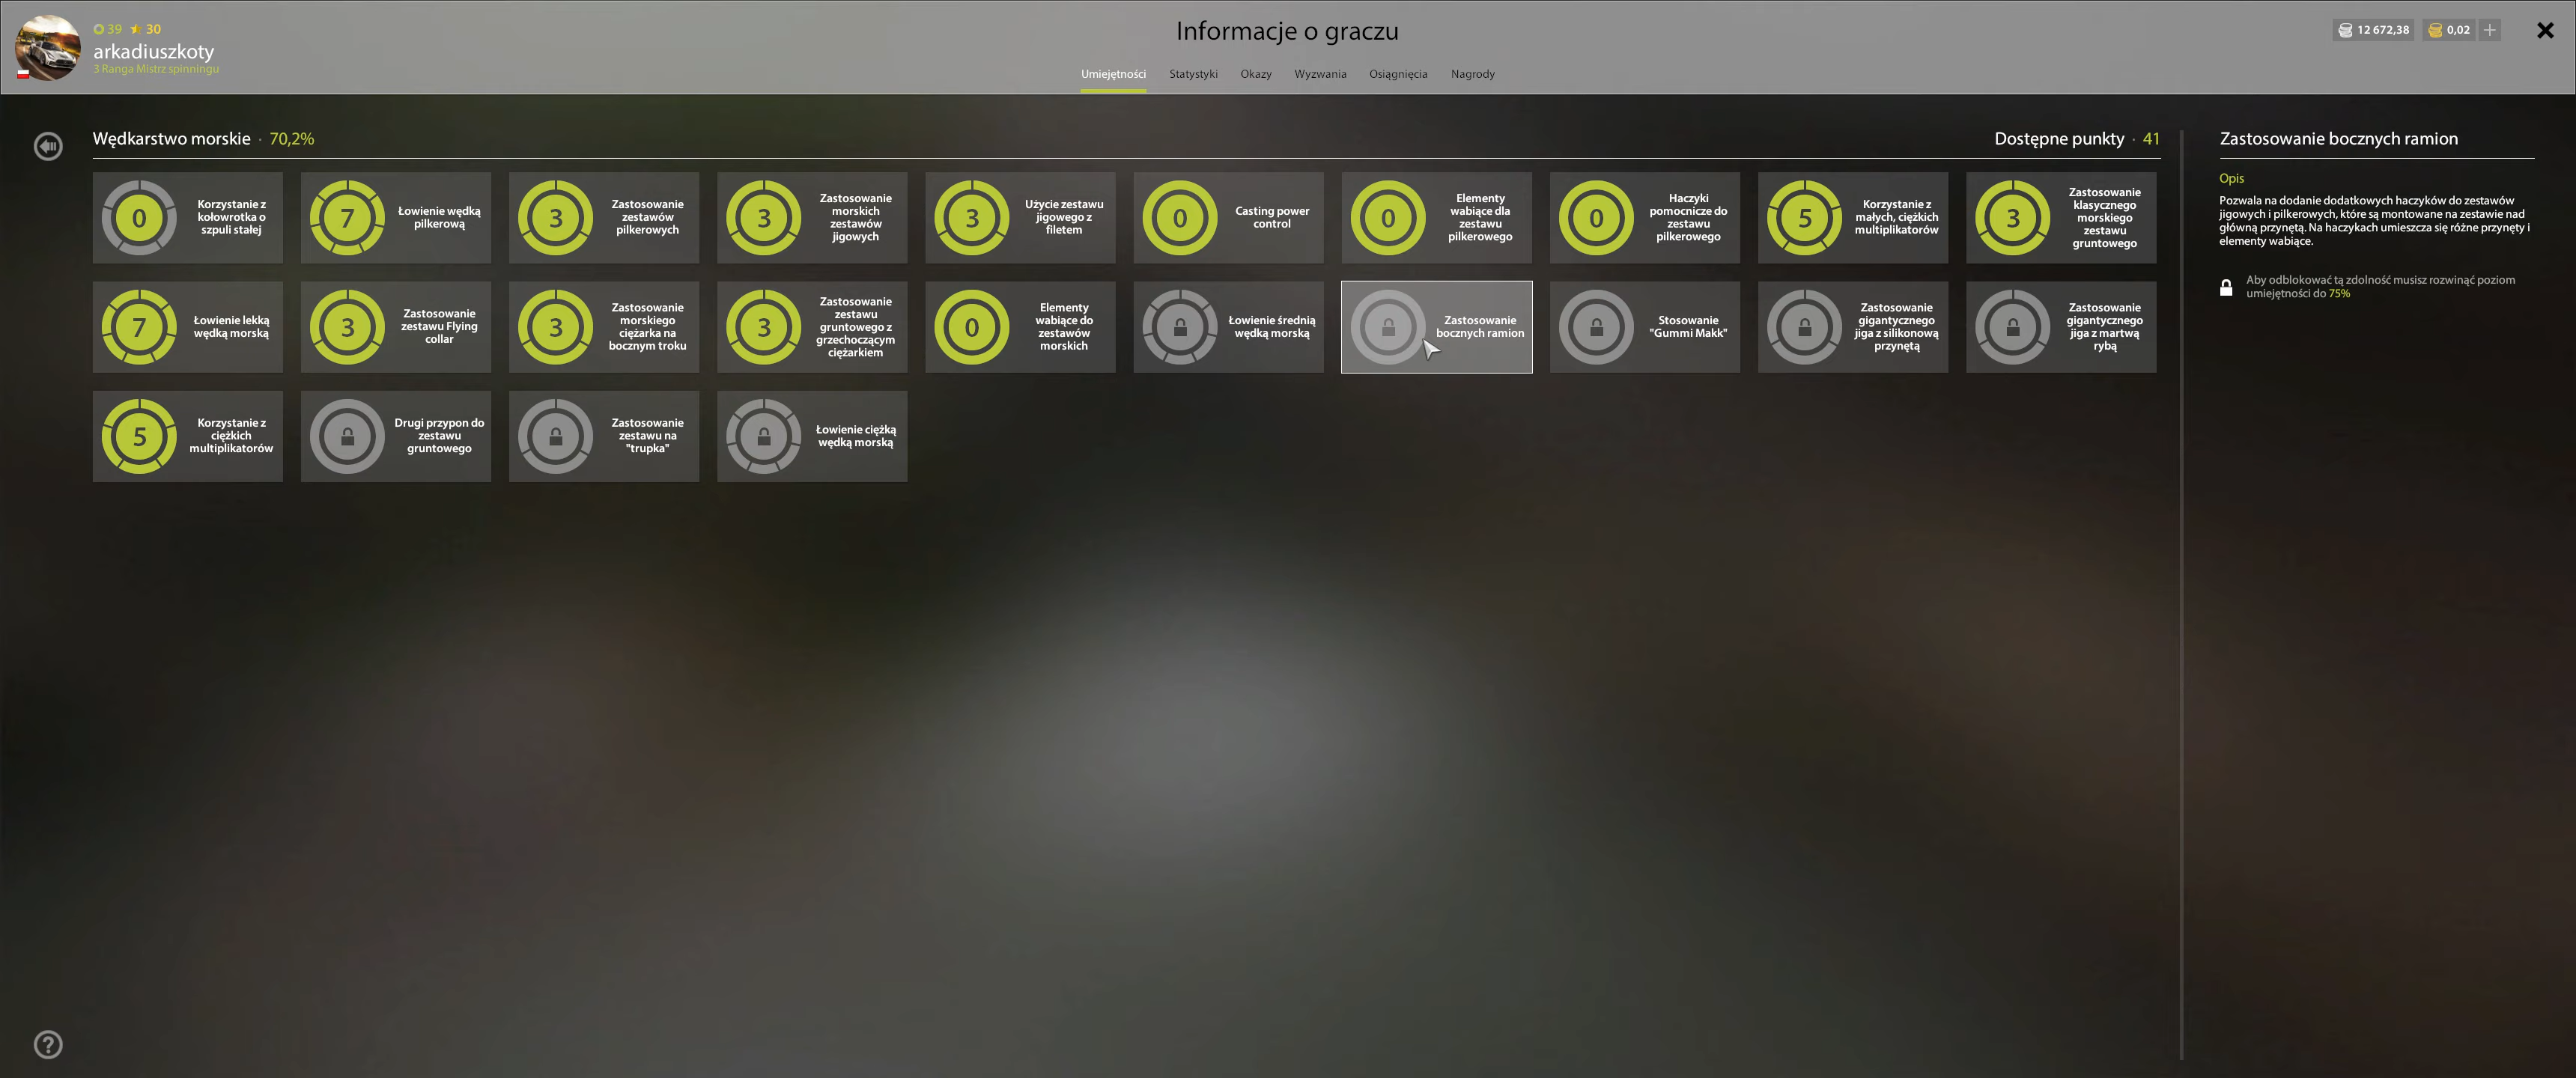 39 30
arkadiuszkoty
3 Ranga Mistrz spinningu
Informacje o graczu
12 672,38 0,02
Umiejętności Statystyki Okazy Wyzwania Osiągnięcia Nagrody
Wędkarstwo morskie · 70,2%
Dostępne punkty · 41
0
Korzystanie z
kołowrotka o
szpuli stałej
7
Łowienie wędką
pilkerową
3
Zastosowanie
zestawów
pilkerowych
3
Zastosowanie
morskich
zestawów
jigowych
3
Użycie zestawu
jigowego z
filetem
0
Casting power
control
0
Elementy
wabiące dla
zestawu
pilkerowego
0
Haczyki
pomocnicze do
zestawu
pilkerowego
5
Korzystanie z
małych, ciężkich
multiplikatorów
3
Zastosowanie
klasycznego
morskiego
zestawu
gruntowego
7
Łowienie lekką
wędką morską
3
Zastosowanie
zestawu Flying
collar
3
Zastosowanie
morskiego
ciężarka na
bocznym troku
3
Zastosowanie
zestawu
gruntowego z
grzechoczącym
ciężarkiem
0
Elementy
wabiące do
zestawów
morskich
Łowienie średnią
wędką morską
Zastosowanie
bocznych ramion
Stosowanie
"Gummi Makk"
Zastosowanie
gigantycznego
jiga z silikonową
przynętą
Zastosowanie
gigantycznego
jiga z martwą
rybą
5
Korzystanie z
ciężkich
multiplikatorów
Drugi przypon do
zestawu
gruntowego
Zastosowanie
zestawu na
"trupka"
Łowienie ciężką
wędką morską
Zastosowanie bocznych ramion
Opis
Pozwala na dodanie dodatkowych haczyków do zestawów
jigowych i pilkerowych, które są montowane na zestawie nad
główną przynętą. Na haczykach umieszcza się różne przynęty i
elementy wabiące.
Aby odblokować tą zdolność musisz rozwinąć poziom
umiejętności do 75%